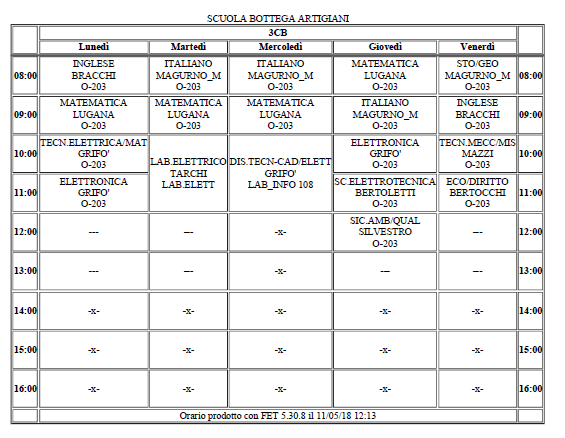 SCUOLA BOTTEGA ARTIGIANI
3CB
Lunedì Martedì Mercoledì Giovedì Venerdì
08:00 INGLESE ITALIANO ITALIANO MATEMATICA STO/GEO 08:00
BRACCHI MAGURNO_M MAGURNO_M LUGANA MAGURNO_M
O-203 O-203 O-203 O-203 O-203
09:00 MATEMATICA MATEMATICA MATEMATICA ITALIANO INGLESE 09:00
LUGANA LUGANA LUGANA MAGURNO_M BRACCHI
O-203 O-203 O-203 O-203 O-203
10:00 TECN.ELETTRICA/MAT ELETTRONICA TECN.MECC/MIS 10:00
GRIFO' GRIFO' MAZZI
O-203 O-203 O-203
LAB.ELETTRICO DIS.TECN-CAD/ELETT
TARCHI GRIFO'
LAB.ELETT LAB_INFO 108
11:00 ELETTRONICA SC.ELETTROTECNICA ECO/DIRITTO 11:00
GRIFO' BERTOLETTI BERTOCCHI
O-203 O-203 O-203
12:00 --- --- -x- SIC.AMB/QUAL --- 12:00
SILVESTRO
O-203
13:00 --- --- -x- --- --- 13:00
14:00 -x- -x- -x- -x- -x- 14:00
15:00 -x- -x- -x- -x- -x- 15:00
16:00 -x- -x- -x- -x- -x- 16:00
Orario prodotto con FET 5.30.8 il 11/05/18 12:13